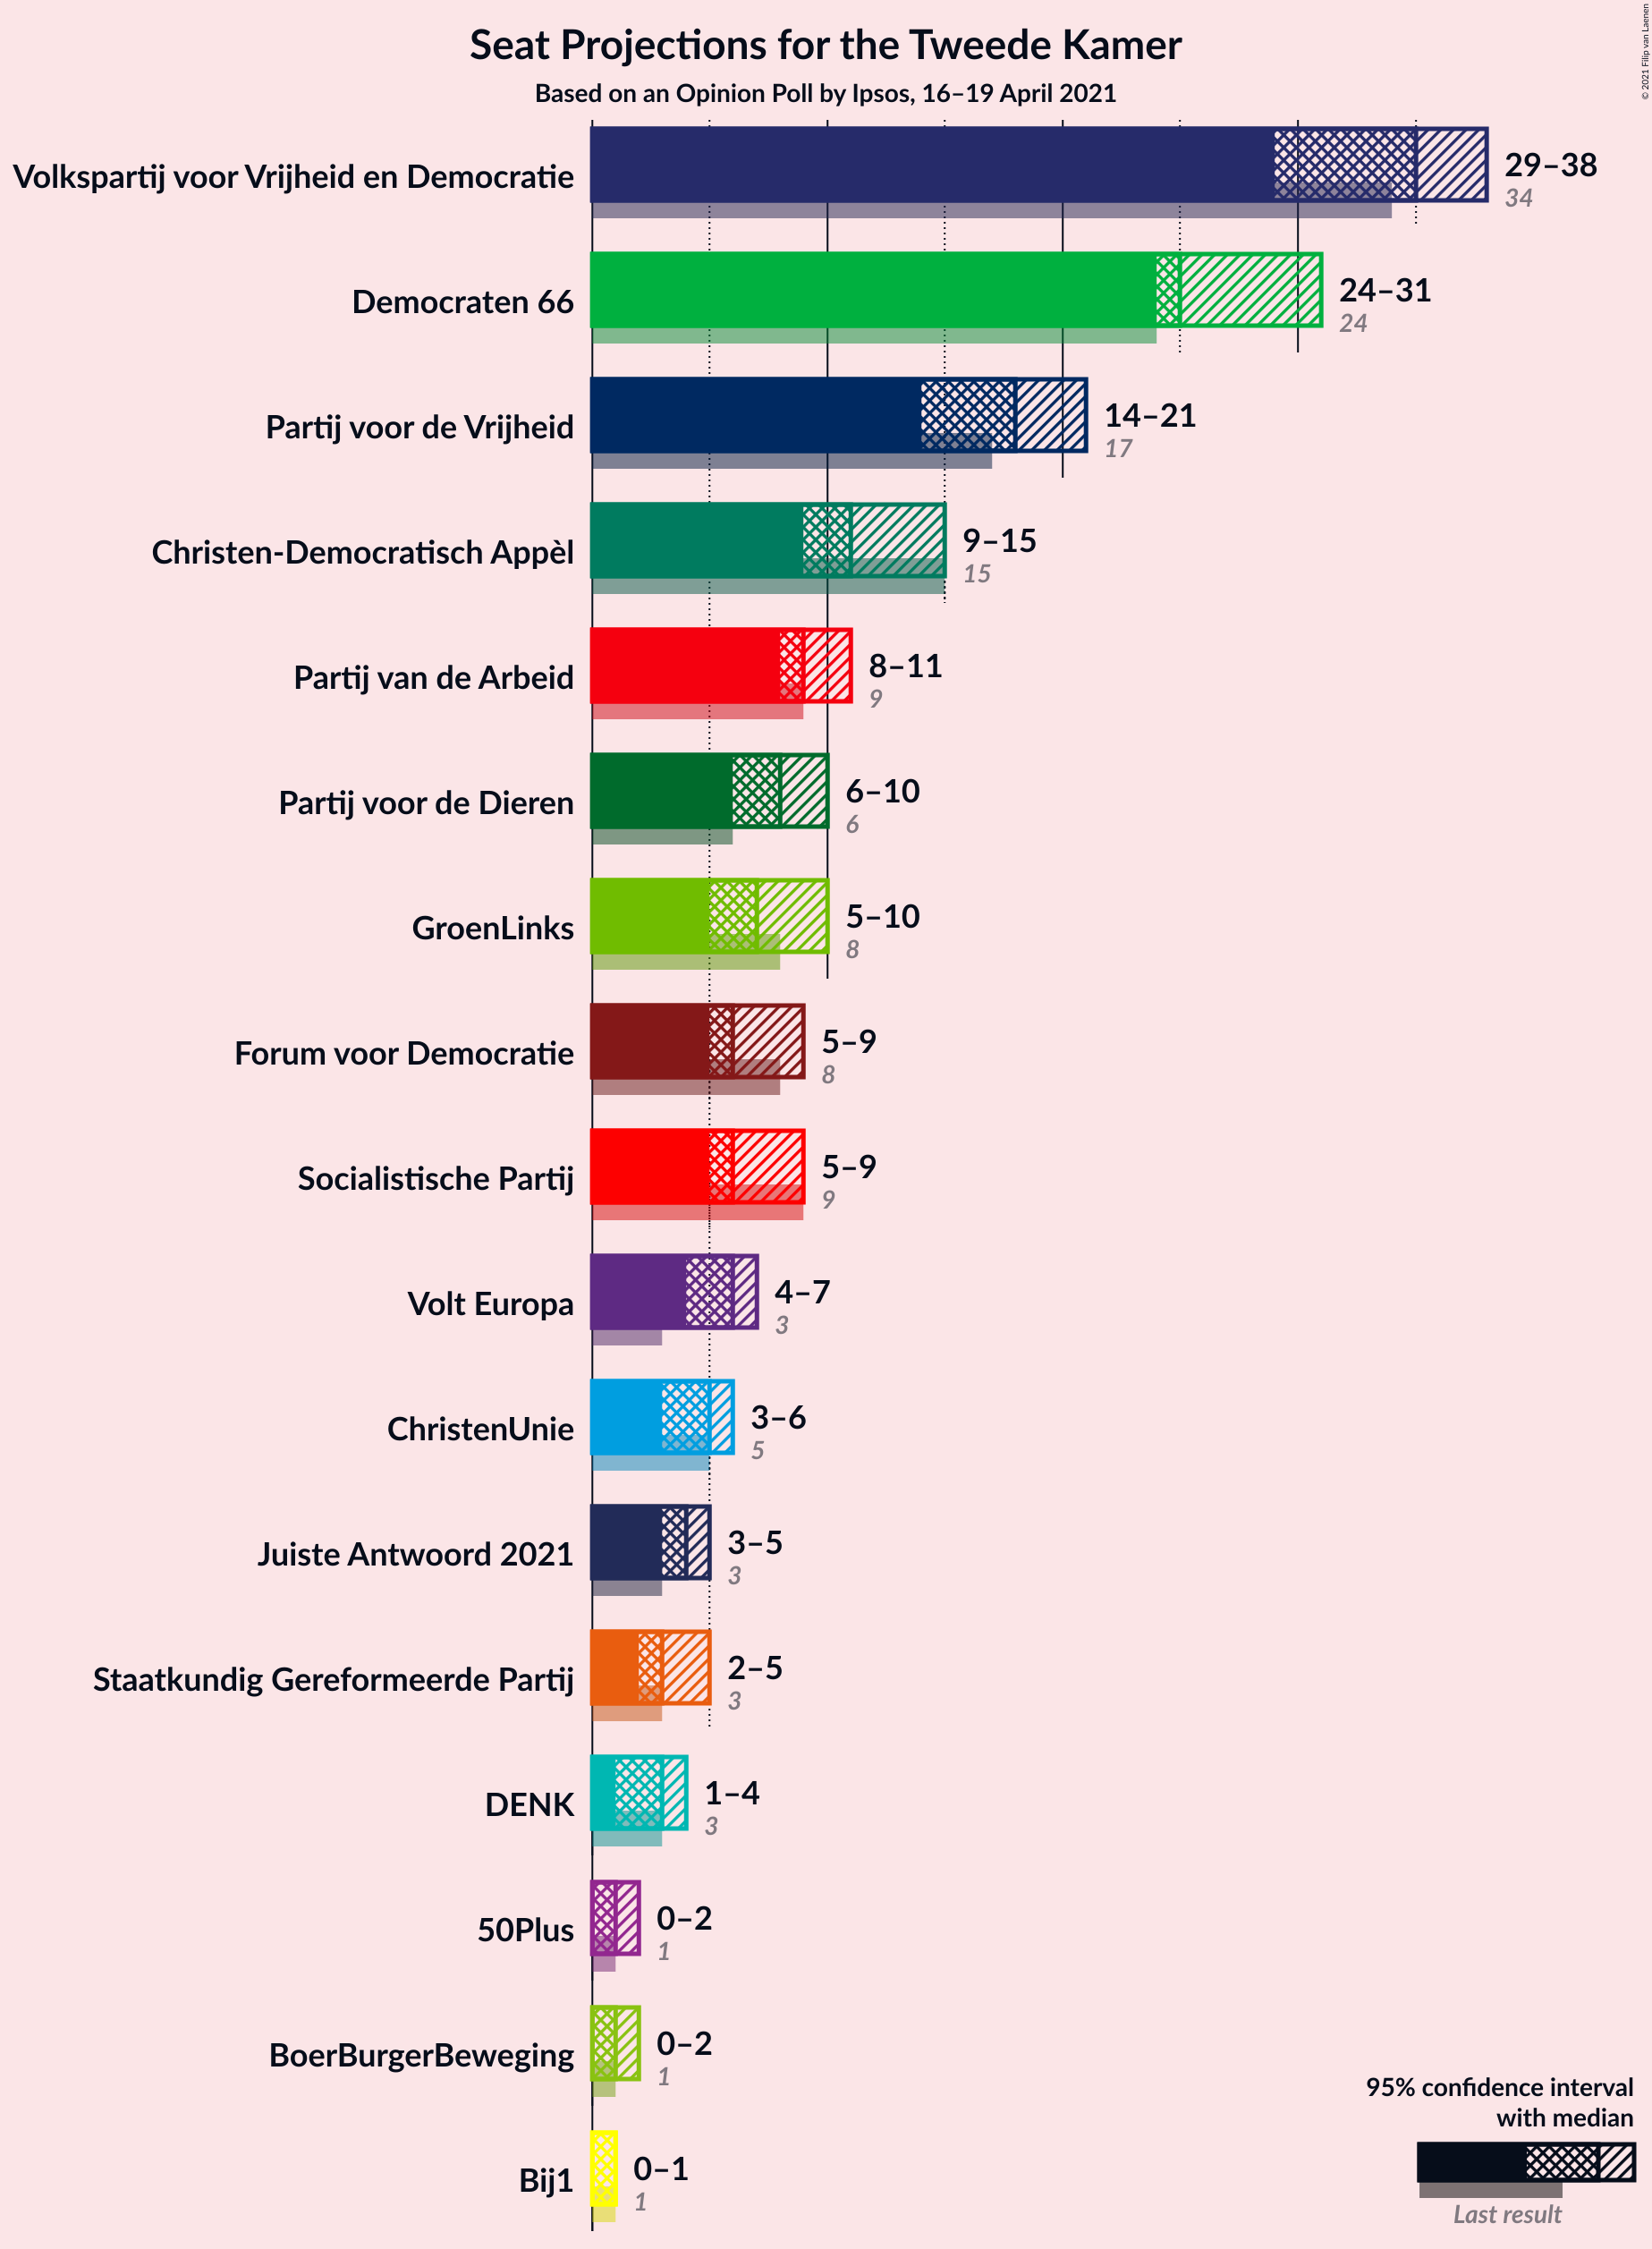 Seat Projections for the Tweede Kamer
Based on an Opinion Poll by Ipsos, 16–19 April 2021
© 2021 Filip van Laenen
Volkspartij voor Vrijheid en Democratie
29–38
34
Democraten 66
24–31
24
Partij voor de Vrijheid
14–21
17
Christen-Democratisch Appèl
9–15
15
Partij van de Arbeid
8–11
9
Partij voor de Dieren
6–10
6
GroenLinks
5–10
8
Forum voor Democratie
5–9
8
Socialistische Partij
5–9
9
Volt Europa
4–7
3
ChristenUnie
3–6
5
Juiste Antwoord 2021
3–5
3
Staatkundig Gereformeerde Partij
2–5
3
DENK
1–4
3
50Plus
0–2
1
BoerBurgerBeweging
0–2
1
Bij1
0–1
1
95% confidence interval
with median
Last result